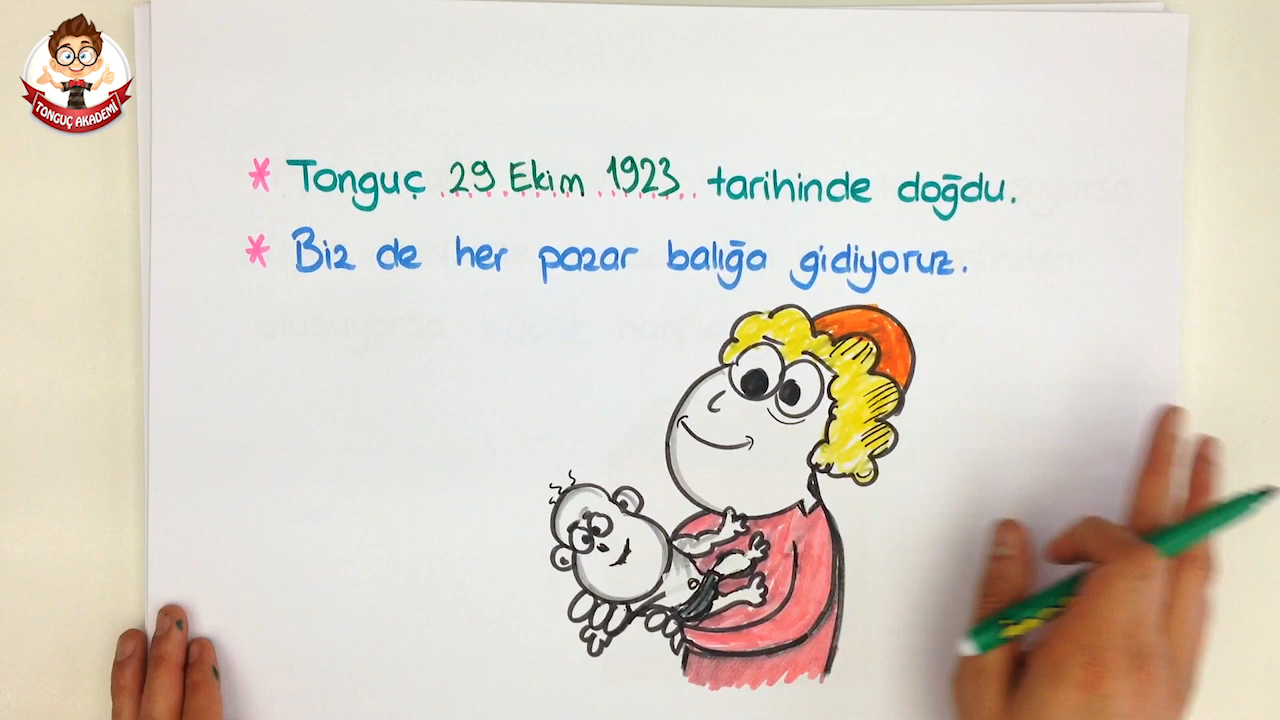 TONGUÇ AKADEMİ
* Tonguç 29 Ekim 1923 tarihinde doğdu.
* Biz de her pazar balığa gidiyoruz.